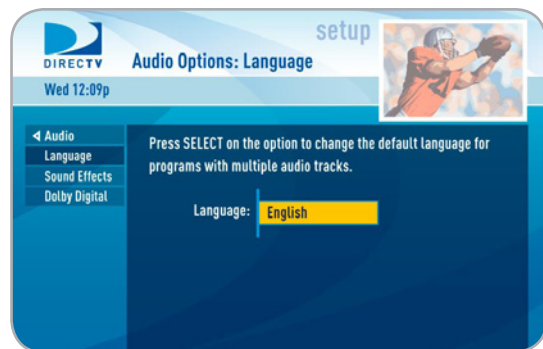 setup
DIRECTV
Audio Options: Language
Wed 12:09p
Audio
Language
Sound Effects
Dolby Digital
Press SELECT on the option to change the default language for
programs with multiple audio tracks.
Language: English